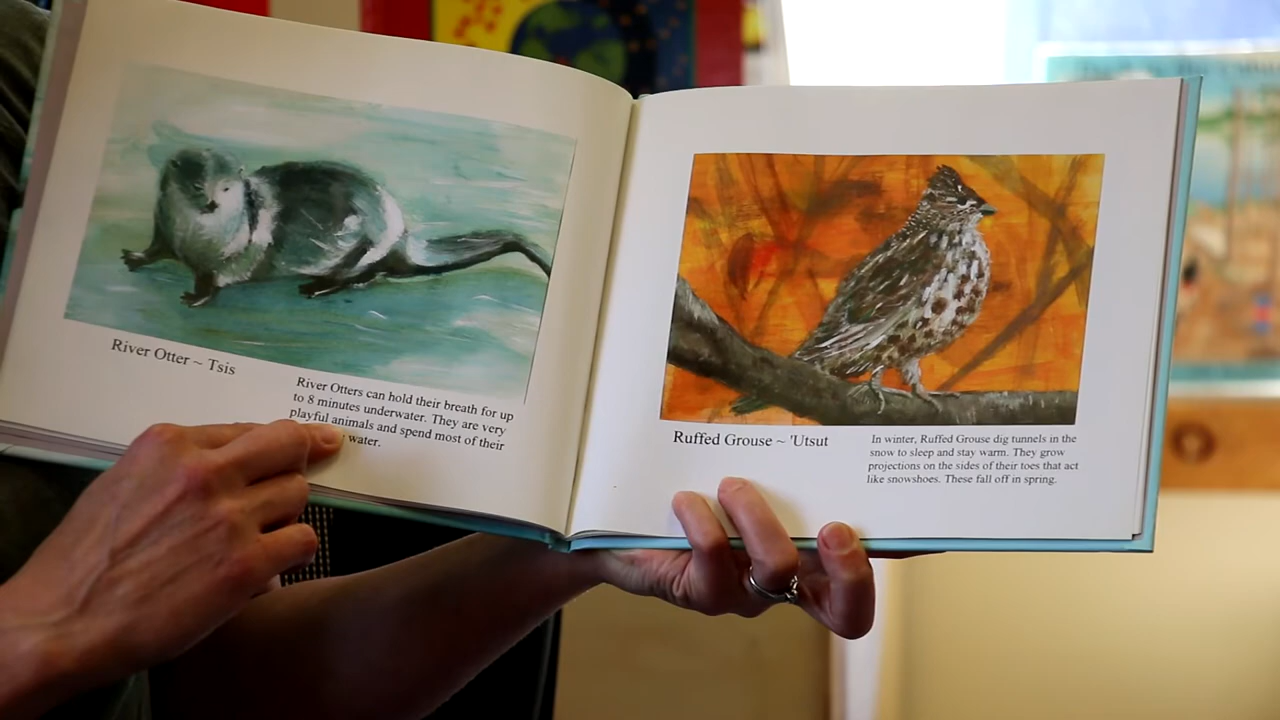 River Otter ~ Tsis
River Otters can hold their breath for up
to 8 minutes underwater. They are very
playful animals and spend most of their
water.
Ruffed Grouse ~ 'Utsut
In winter, Ruffed Grouse dig tunnels in the
snow to sleep and stay warm. They grow
projections on the sides of their toes that act
like snowshoes. These fall off in spring.